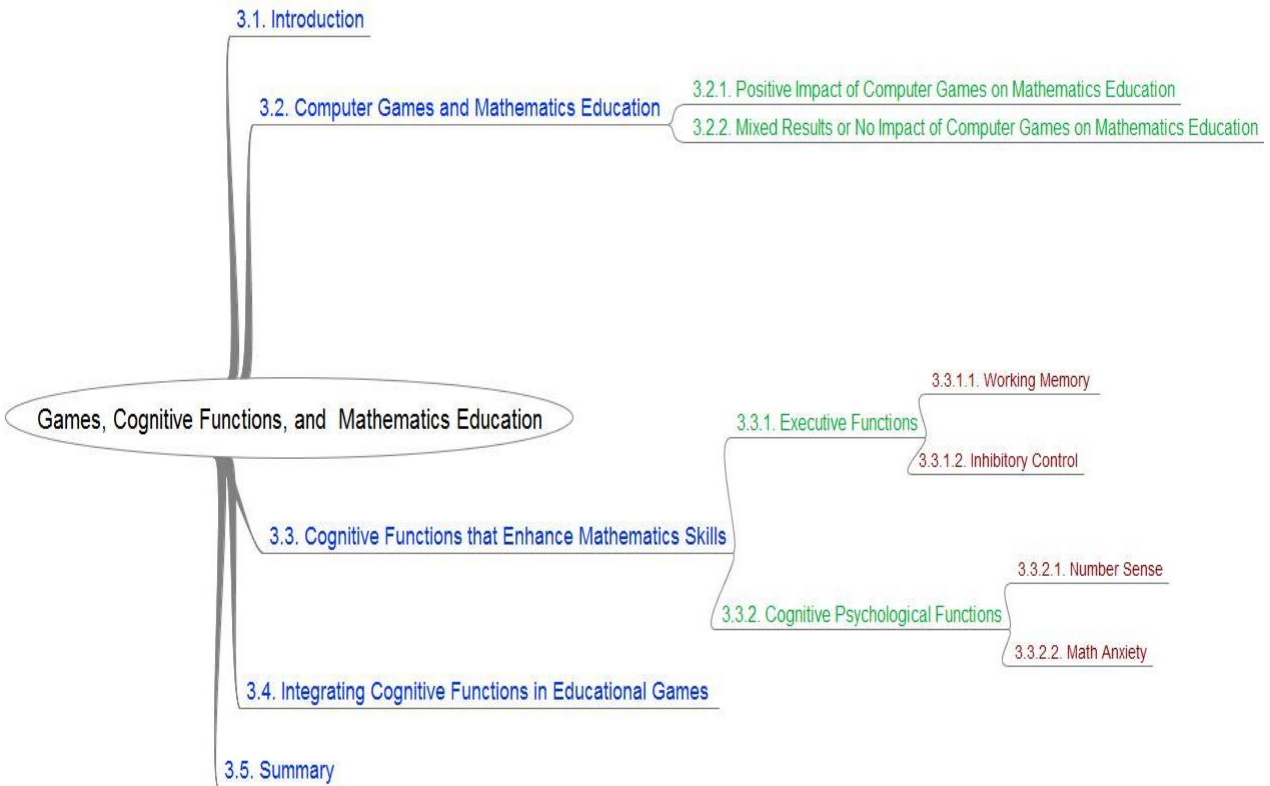 3.1. Introduction
3.2. Computer Games and Mathematics Education
3.2.1. Positive Impact of Computer Games on Mathematics Education
3.2.2. Mixed Results or No Impact of Computer Games on Mathematics Education
Games, Cognitive Functions, and Mathematics Education
3.3. Cognitive Functions that Enhance Mathematics Skills
3.3.1. Executive Functions
3.3.1.1. Working Memory
3.3.1.2. Inhibitory Control
3.3.2. Cognitive Psychological Functions
3.3.2.1. Number Sense
3.3.2.2. Math Anxiety
3.4. Integrating Cognitive Functions in Educational Games
3.5. Summary